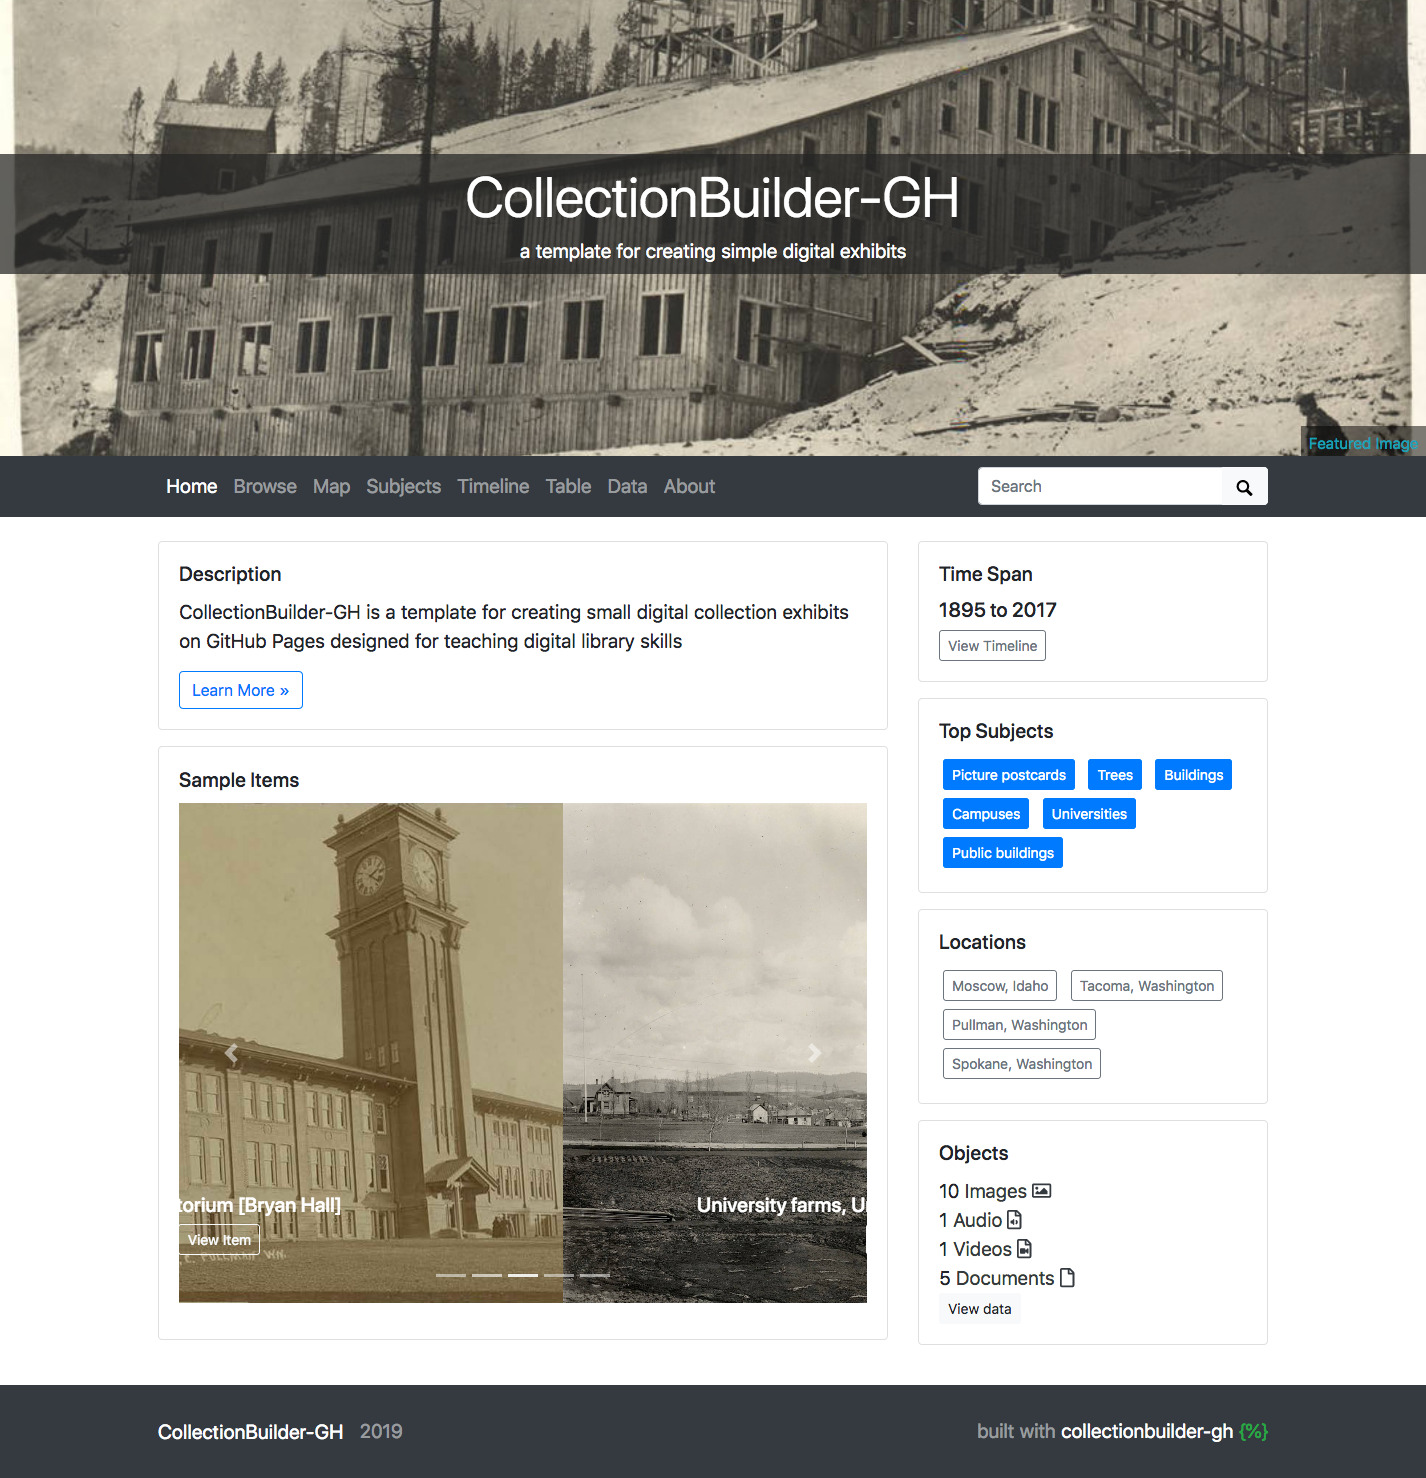 CollectionBuilder-GH
a template for creating simple digital exhibits
Featured Image
Home Browse Map Subjects Timeline Table Data About
Search
Description
CollectionBuilder-GH is a template for creating small digital collection exhibits
on GitHub Pages designed for teaching digital library skills
Learn More »
Sample Items
torium [Bryan Hall]
View Item
PULLMAN WN.
University farms, U
Time Span
1895 to 2017
View Timeline
Top Subjects
Picture postcards Trees Buildings
Campuses Universities
Public buildings
Locations
Moscow, Idaho Tacoma, Washington
Pullman, Washington
Spokane, Washington
Objects
10 Images
1 Audio
1 Videos
5 Documents
View data
CollectionBuilder-GH 2019
built with collectionbuilder-gh {%}